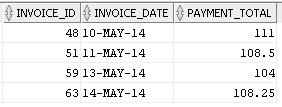 INVOICE_ID INVOICE_DATE PAYMENT_TOTAL
48 10-MAY-14 111
51 11-MAY-14 108.5
59 13-MAY-14 104
63 14-MAY-14 108.25